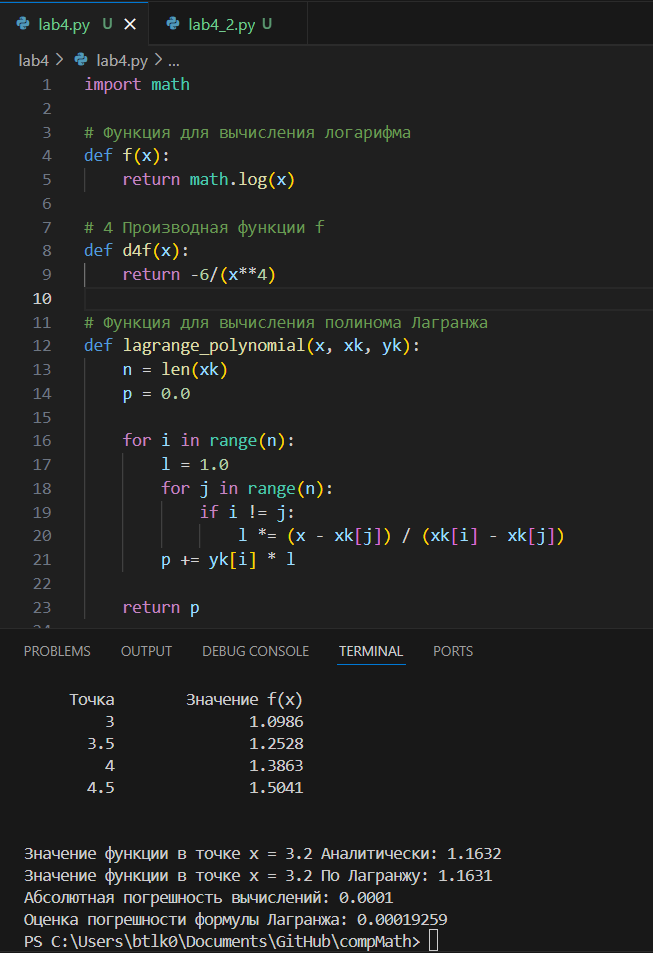 lab4.py U ✕ lab4_2.py U
lab4 > lab4.py > ...
1 import math
2
3 # Функция для вычисления логарифма
4 def f(x):
5     return math.log(x)
6
7 # 4 Производная функции f
8 def d4f(x):
9     return -6/(x**4)
10
11 # Функция для вычисления полинома Лагранжа
12 def lagrange_polynomial(x, xk, yk):
13     n = len(xk)
14     p = 0.0
15
16     for i in range(n):
17         l = 1.0
18         for j in range(n):
19             if i != j:
20                 l *= (x - xk[j]) / (xk[i] - xk[j])
21         p += yk[i] * l
22
23     return p
PROBLEMS OUTPUT DEBUG CONSOLE TERMINAL PORTS
Точка Значение f(x)
3 1.0986
3.5 1.2528
4 1.3863
4.5 1.5041
Значение функции в точке x = 3.2 Аналитически: 1.1632
Значение функции в точке x = 3.2 По Лагранжу: 1.1631
Абсолютная погрешность вычислений: 0.0001
Оценка погрешности формулы Лагранжа: 0.00019259
PS C:\Users\btlk0\Documents\GitHub\compMath>